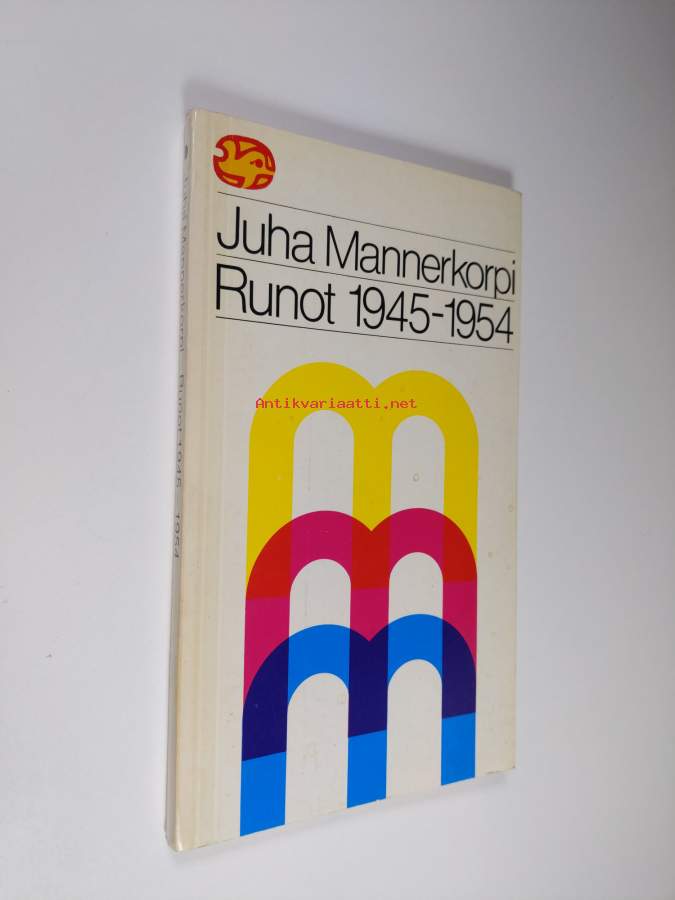 Juha Mannerkorpi
Runot 1945-1954
Antikvariaatti.net
Juha Mannerkorpi Runot 1945 - 1954